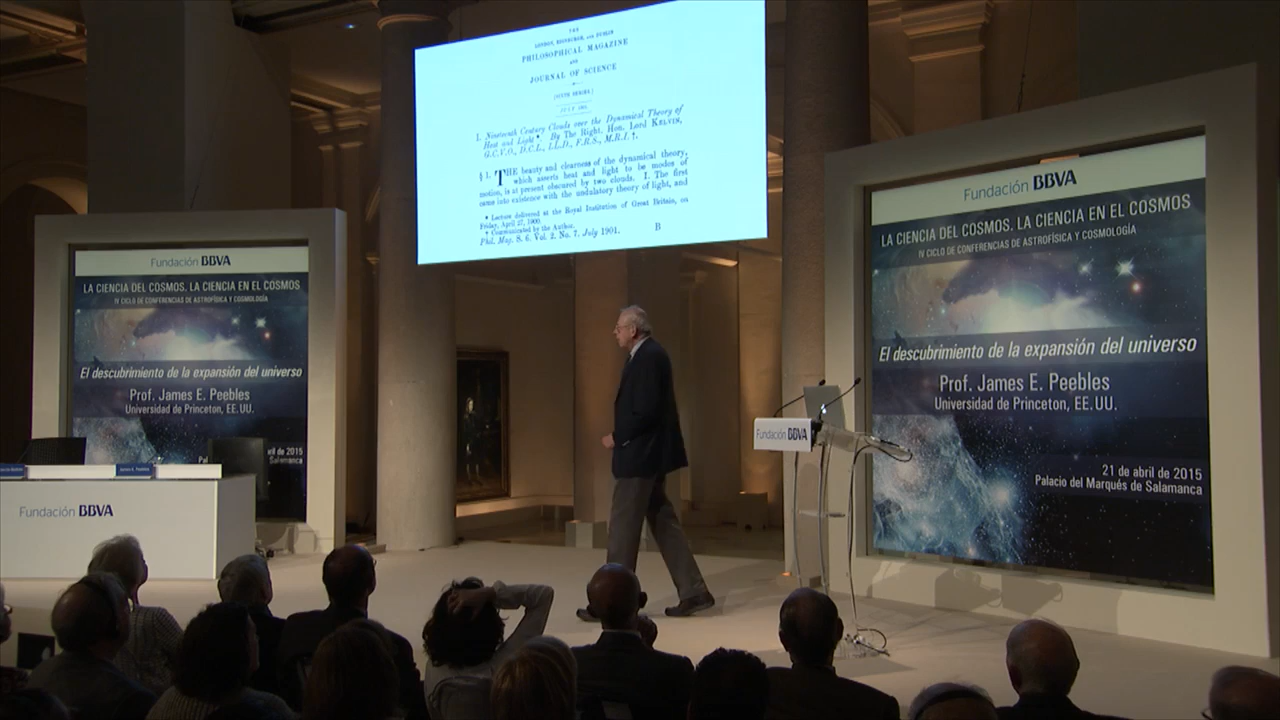 THE
LONDON, EDINBURGH, AND DUBLIN
PHILOSOPHICAL MAGAZINE
AND
JOURNAL OF SCIENCE
[SIXTH SERIES.]
JULY 1901.
I. Nineteenth Century Clouds over the Dynamical Theory of
Heat and Light*. By The Right. Hon. Lord KELVIN,
G.C.V.O., D.C.L., LL.D., F.R.S., M.R.I.†.
§ 1. THE beauty and clearness of the dynamical theory,
which asserts heat and light to be modes of
motion, is at present obscured by two clouds. I. The first
came into existence with the undulatory theory of light, and
* Lecture delivered at the Royal Institution of Great Britain, on
Friday, April 27, 1900.
† Communicated by the Author.
Phil. Mag. S. 6. Vol. 2. No. 7. July 1901. B
Fundación BBVA
LA CIENCIA DEL COSMOS. LA CIENCIA EN EL COSMOS
IV CICLO DE CONFERENCIAS DE ASTROFÍSICA Y COSMOLOGÍA
El descubrimiento de la expansión del universo
Prof. James E. Peebles
Universidad de Princeton, EE.UU.
Pal
ril de 2015
Salamanca
James E. Peebles
Fundación BBVA
Fundación BBVA
Fundación BBVA
LA CIENCIA DEL COSMOS. LA CIENCIA EN EL COSMOS
IV CICLO DE CONFERENCIAS DE ASTROFÍSICA Y COSMOLOGÍA
El descubrimiento de la expansión del universo
Prof. James E. Peebles
Universidad de Princeton, EE.UU.
21 de abril de 2015
Palacio del Marqués de Salamanca